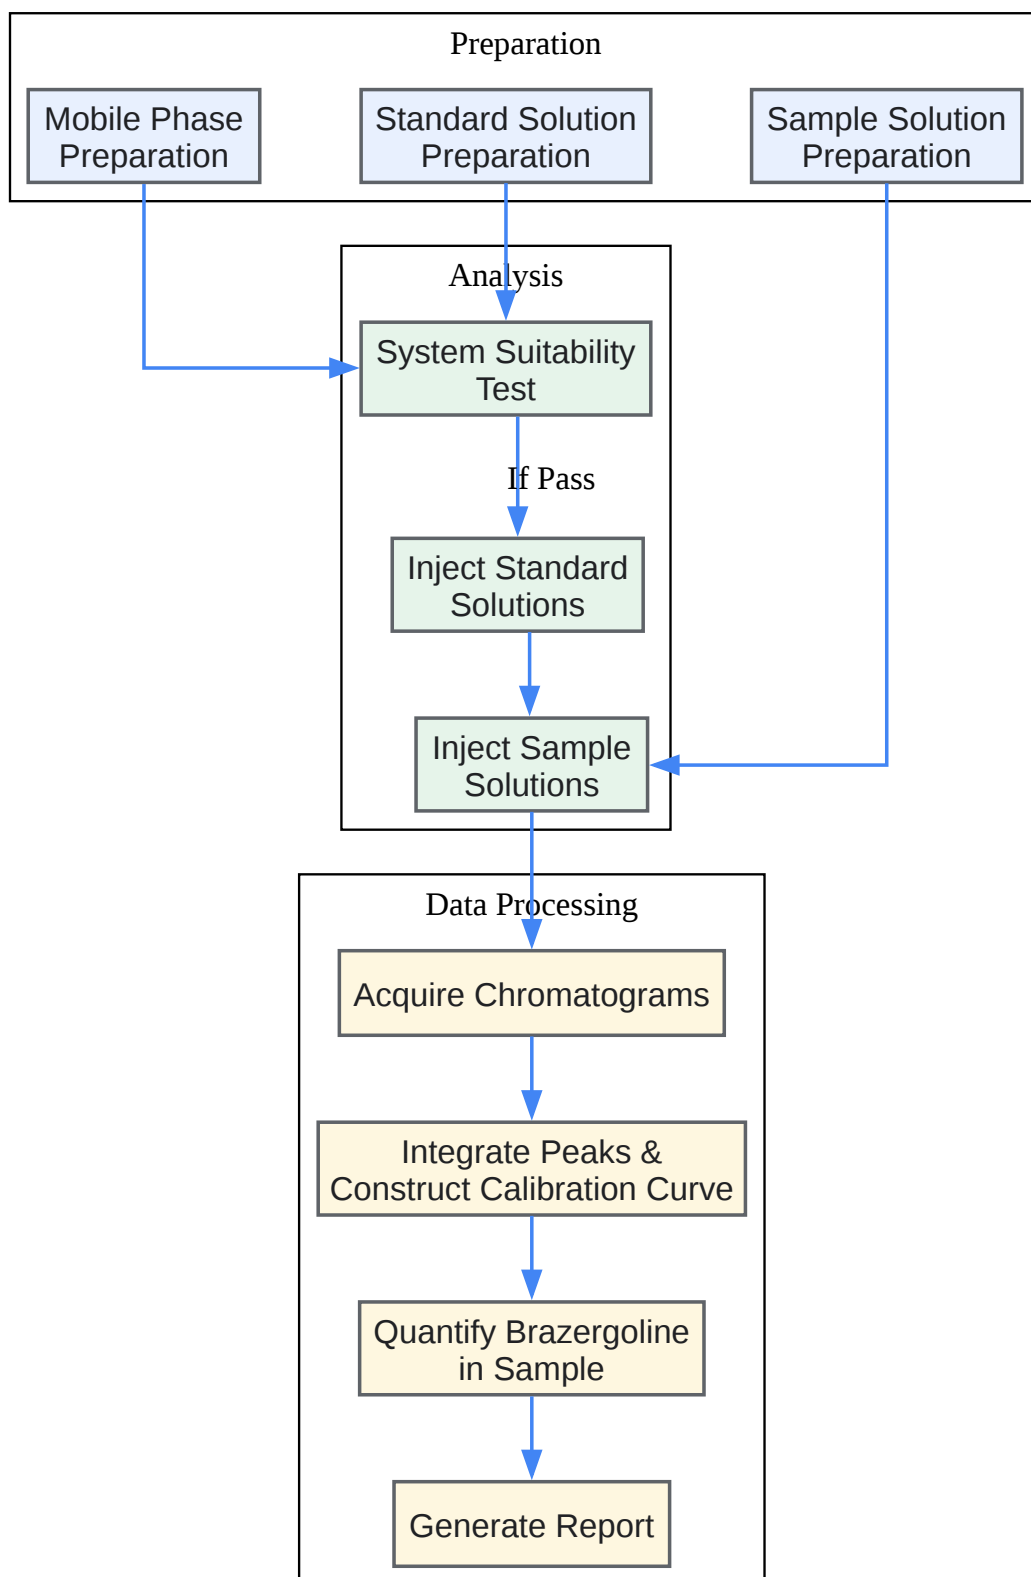 Preparation
Mobile Phase
Preparation
Standard Solution
Preparation
Sample Solution
Preparation
Analysis
System Suitability
Test
If Pass
Inject Standard
Solutions
Inject Sample
Solutions
Data Processing
Acquire Chromatograms
Integrate Peaks &
Construct Calibration Curve
Quantify Brazergoline
in Sample
Generate Report